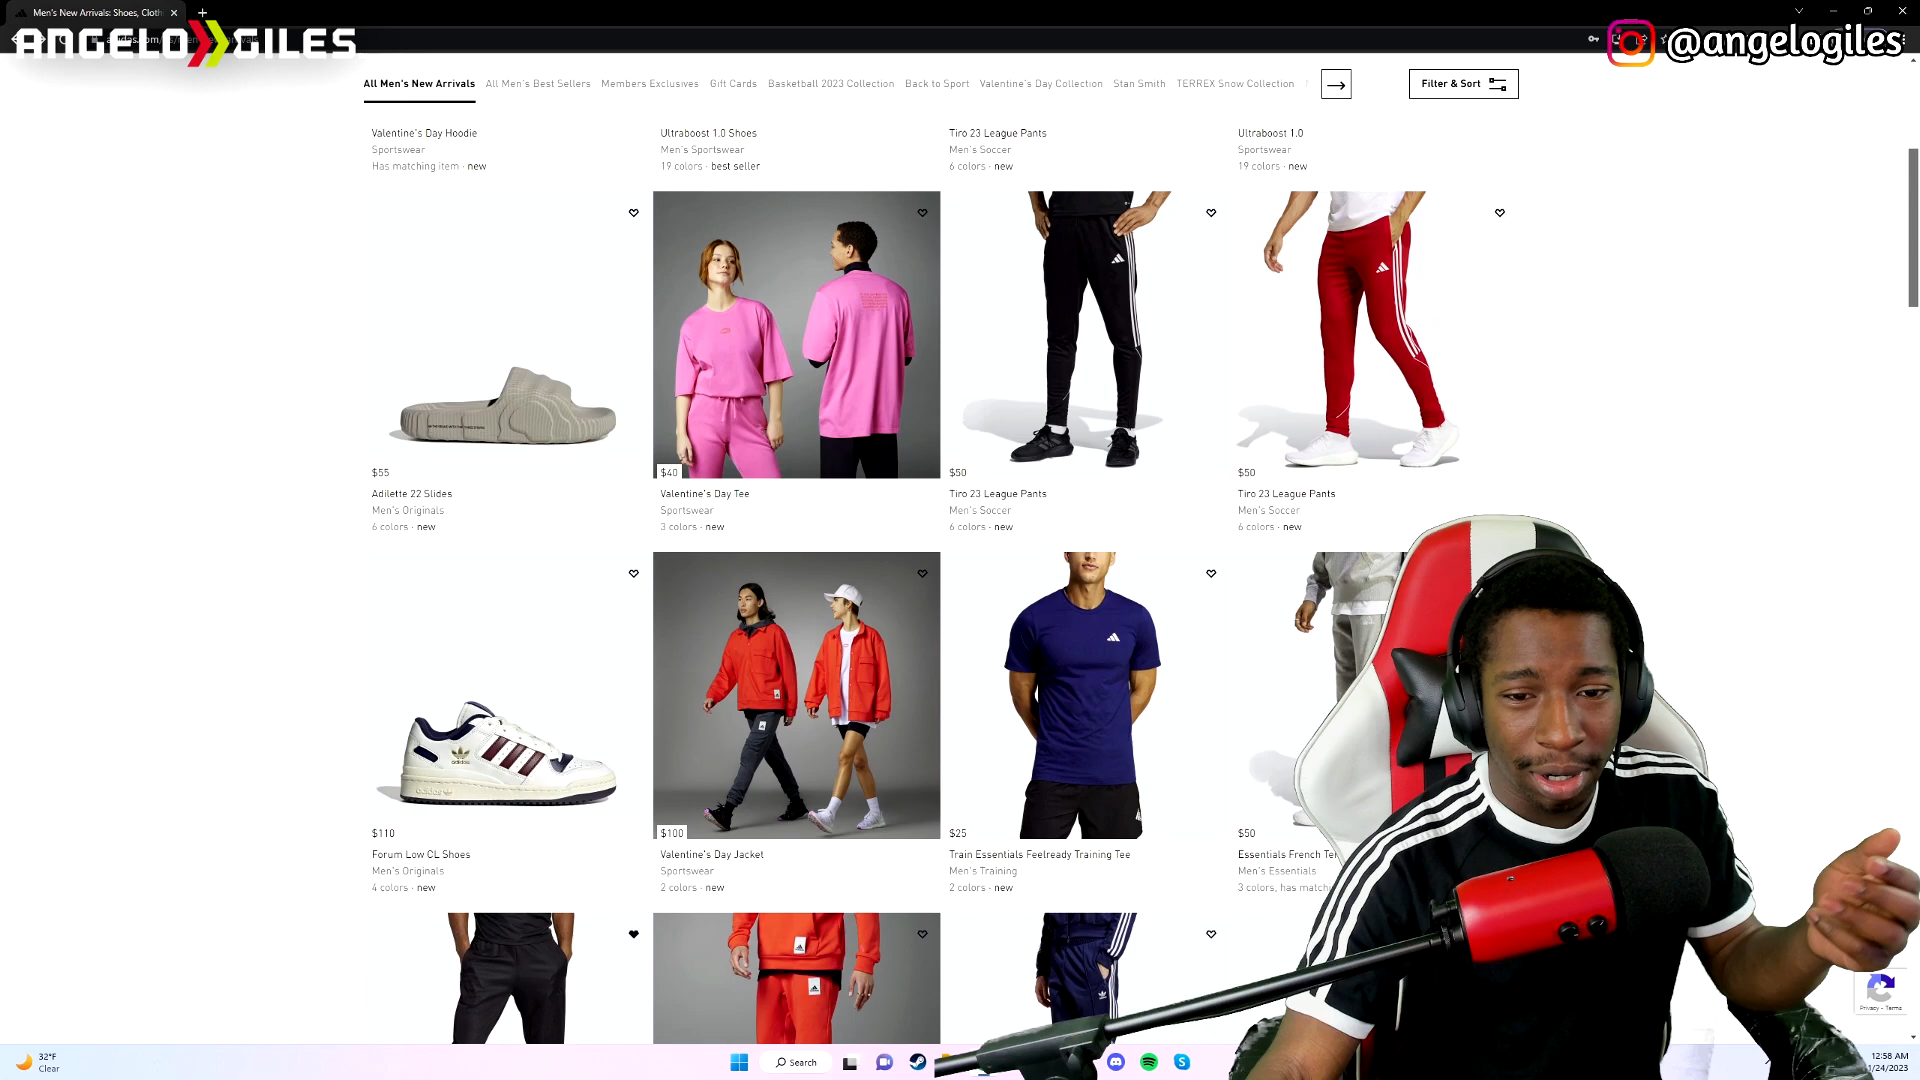 Men's New Arrivals: Shoes, Cloth
ANGELO GILES
@angelogiles
All Men's New Arrivals All Men's Best Sellers Members Exclusives Gift Cards Basketball 2023 Collection Back to Sport Valentine's Day Collection Stan Smith TERREX Snow Collection
Filter & Sort
Valentine's Day Hoodie
Sportswear
Has matching item · new
Ultraboost 1.0 Shoes
Men's Sportswear
19 colors · best seller
Tiro 23 League Pants
Men's Soccer
6 colors · new
Ultraboost 1.0
Sportswear
19 colors · new
$55
Adilette 22 Slides
Men's Originals
6 colors · new
$40
Valentine's Day Tee
Sportswear
3 colors · new
$50
Tiro 23 League Pants
Men's Soccer
6 colors · new
$50
Tiro 23 League Pants
Men's Soccer
6 colors · new
adidas
adidas
$110
Forum Low CL Shoes
Men's Originals
4 colors · new
$100
Valentine's Day Jacket
Sportswear
2 colors · new
$25
Train Essentials Feelready Training Tee
Men's Training
2 colors · new
$50
Essentials French Ter
Men's Essentials
3 colors, has matchi
Privacy - Terms
32°F
Clear
Search
12:58 AM
1/24/2023